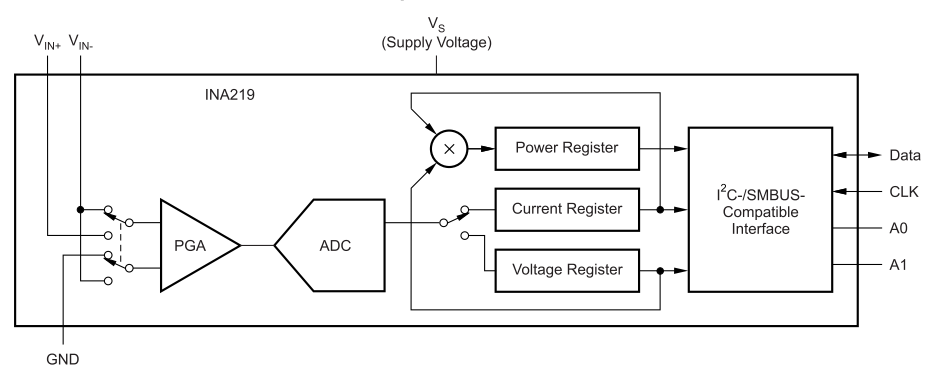 V_S
(Supply Voltage)
V_IN+ V_IN-
INA219
×
Power Register
Current Register
Voltage Register
PGA
ADC
I²C-/SMBUS-
Compatible
Interface
Data
CLK
A0
A1
GND